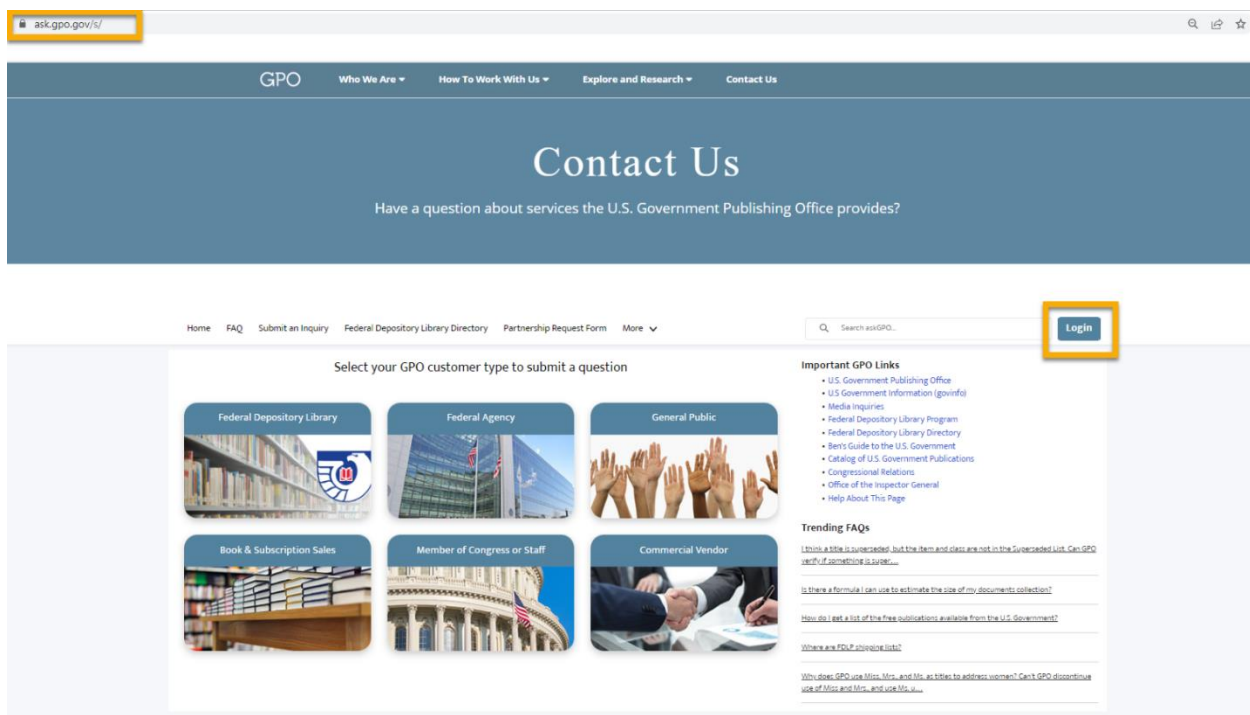 ask.gpo.gov/s/
GPO Who We Are How To Work With Us Explore and Research Contact Us
Contact Us
Have a question about services the U.S. Government Publishing Office provides?
Home FAQ Submit an Inquiry Federal Depository Library Directory Partnership Request Form More Search askGPO... Login
Select your GPO customer type to submit a question
Federal Depository Library Federal Agency General Public
Book & Subscription Sales Member of Congress or Staff Commercial Vendor
Important GPO Links
• U.S. Government Publishing Office
• U.S Government Information (govinfo)
• Media Inquiries
• Federal Depository Library Program
• Federal Depository Library Directory
• Ben's Guide to the U.S. Government
• Catalog of U.S. Government Publications
• Congressional Relations
• Office of the Inspector General
• Help About This Page
Trending FAQs
I think a title is superseded, but the item and class are not in the Superseded List. Can GPO
verify if something is super....
Is there a formula I can use to estimate the size of my documents collection?
How do I get a list of the free publications available from the U.S. Government?
Where are FDLP shipping lists?
Why does GPO use Miss, Mrs., and Ms. as titles to address women? Can't GPO discontinue
use of Miss and Mrs., and use Ms. u....